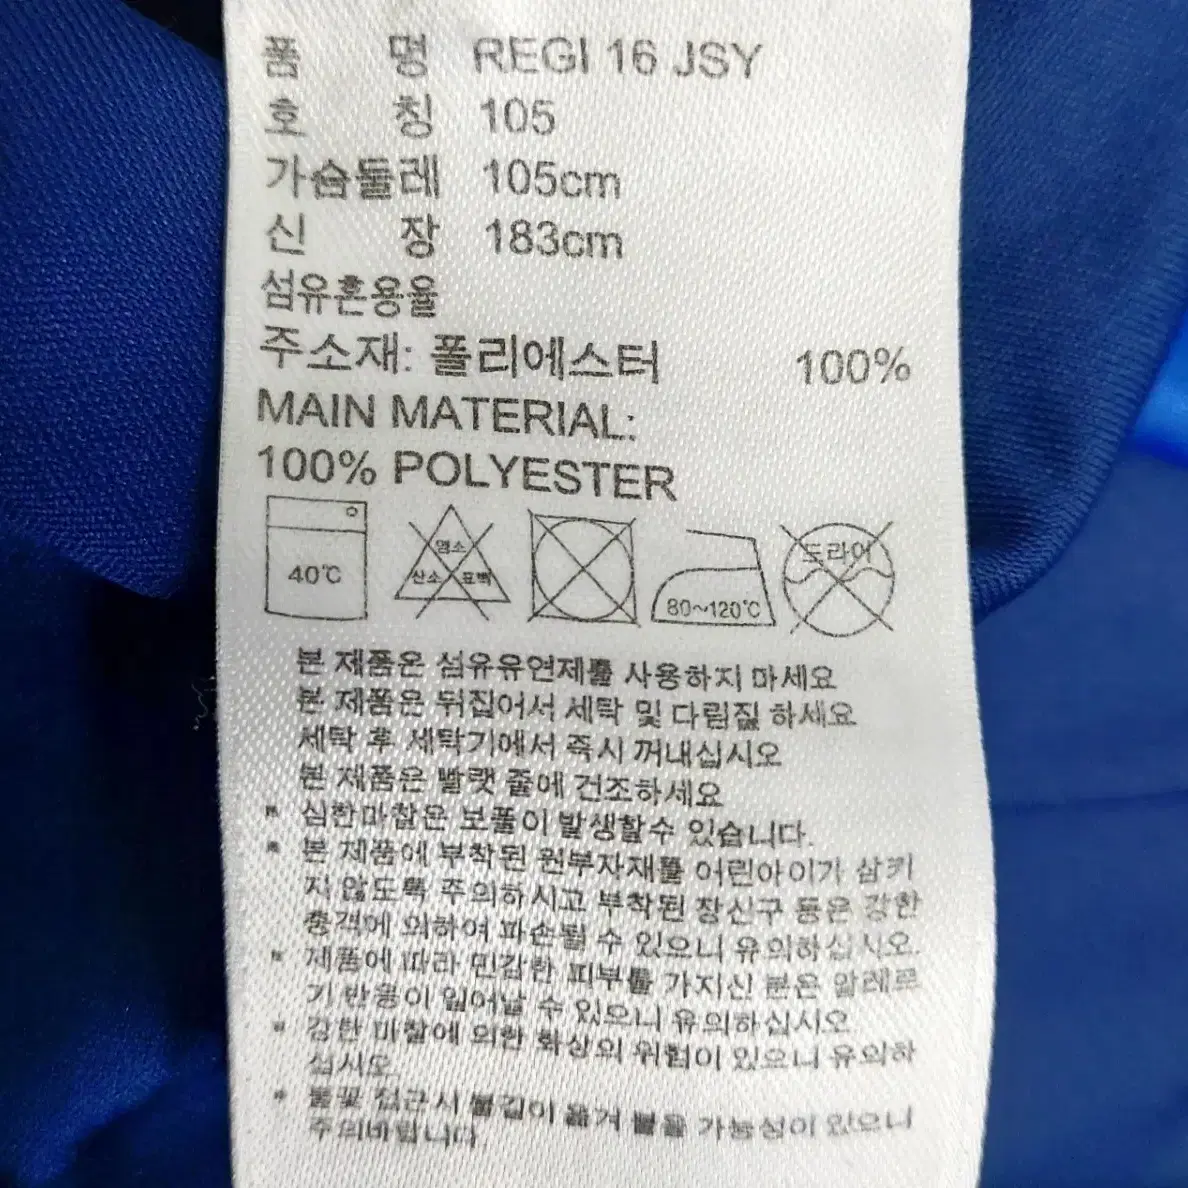 품 명 REGI 16 JSY
호 칭 105
가슴둘레 105cm
신 장 183cm
섬유혼용율
주소재: 폴리에스터 100%
MAIN MATERIAL:
100% POLYESTER
40℃ 염소 산소 표백 80~120℃ 드라이
본 제품은 섬유유연제를 사용하지 마세요
본 제품은 뒤집어서 세탁 및 다림질 하세요
세탁 후 세탁기에서 즉시 꺼내십시오
본 제품은 빨랫 줄에 건조하세요
* 심한마찰은 보풀이 발생할수 있습니다.
* 본 제품에 부착된 원부자재를 어린아이가 삼키
지 않도록 주의하시고 부착된 장신구 등은 강한
충격에 의하여 파손될 수 있으니 유의하십시오.
* 제품에 따라 민감한 피부를 가지신 분은 알레르
기 반응이 일어날 수 있으니 유의하십시오
* 강한 마찰에 의한 화상의 위험이 있으니 유의하
십시오
* 불꽃 접근시 불길이 옮겨 붙을 가능성이 있으니
주의바랍니다.